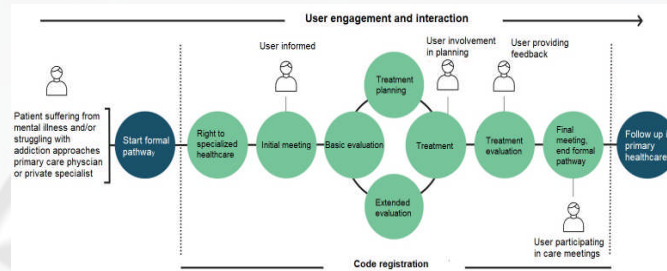 User engagement and interaction
User informed
User involvement
in planning
User providing
feedback
Patient suffering from
mental illness and/or
struggling with
addiction approaches
primary care physcian
or private specialist
Start formal
pathway
Right to
specialized
healthcare
Initial meeting
Basic evaluation
Treatment
planning
Extended
evaluation
Treatment
Treatment
evaluation
Final
meeting,
end formal
pathway
Follow up i
primary
healthcare
User participating
in care meetings
Code registration